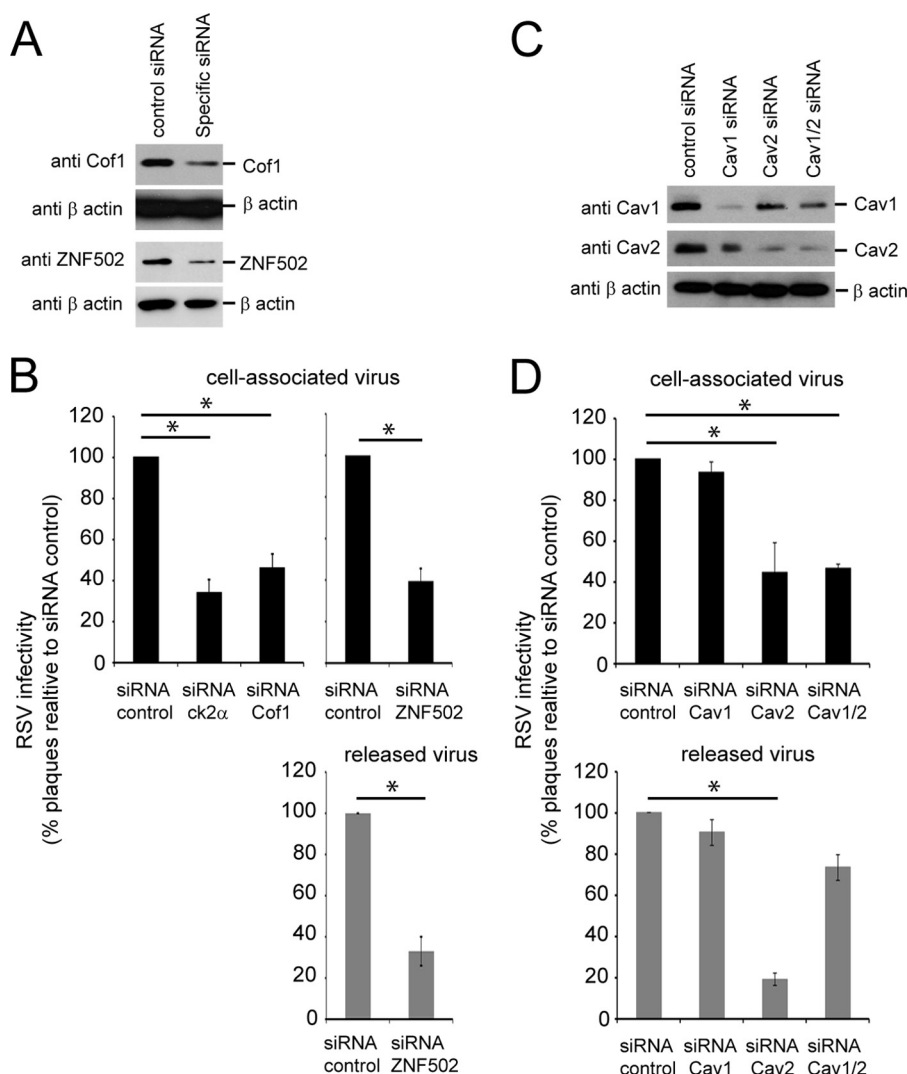 A
control siRNA
Specific siRNA
anti Cof1
Cof1
anti β actin
β actin
anti ZNF502
ZNF502
anti β actin
β actin
C
control siRNA
Cav1 siRNA
Cav2 siRNA
Cav1/2 siRNA
anti Cav1
Cav1
anti Cav2
Cav2
anti β actin
β actin
B
cell-associated virus
RSV infectivity
(% plaques realtive to siRNA control)
120
100
80
60
40
20
0
*
*
*
siRNA control
siRNA ck2α
siRNA Cof1
siRNA control
siRNA ZNF502
released virus
120
100
80
60
40
20
0
*
siRNA control
siRNA ZNF502
D
cell-associated virus
RSV infectivity
(% plaques realtive to siRNA control)
120
100
80
60
40
20
0
*
*
siRNA control
siRNA Cav1
siRNA Cav2
siRNA Cav1/2
released virus
120
100
80
60
40
20
0
*
siRNA control
siRNA Cav1
siRNA Cav2
siRNA Cav1/2